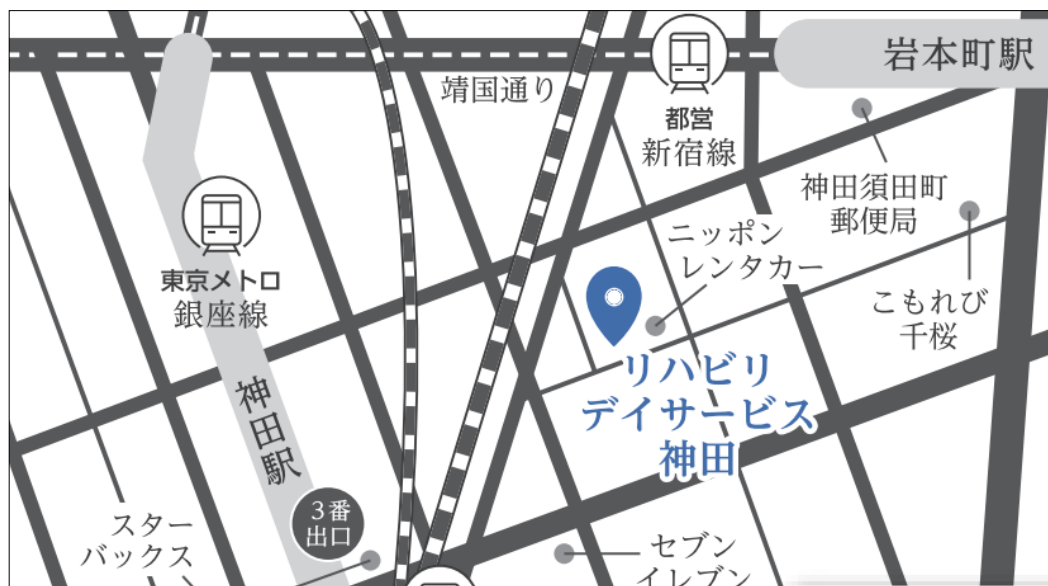 岩本町駅
靖国通り
都営
新宿線
神田須田町
郵便局
ニッポン
レンタカー
東京メトロ
銀座線
こもれび
千桜
リハビリ
デイサービス
神田
神田駅
3番
出口
スター
バックス
セブン
イレブン